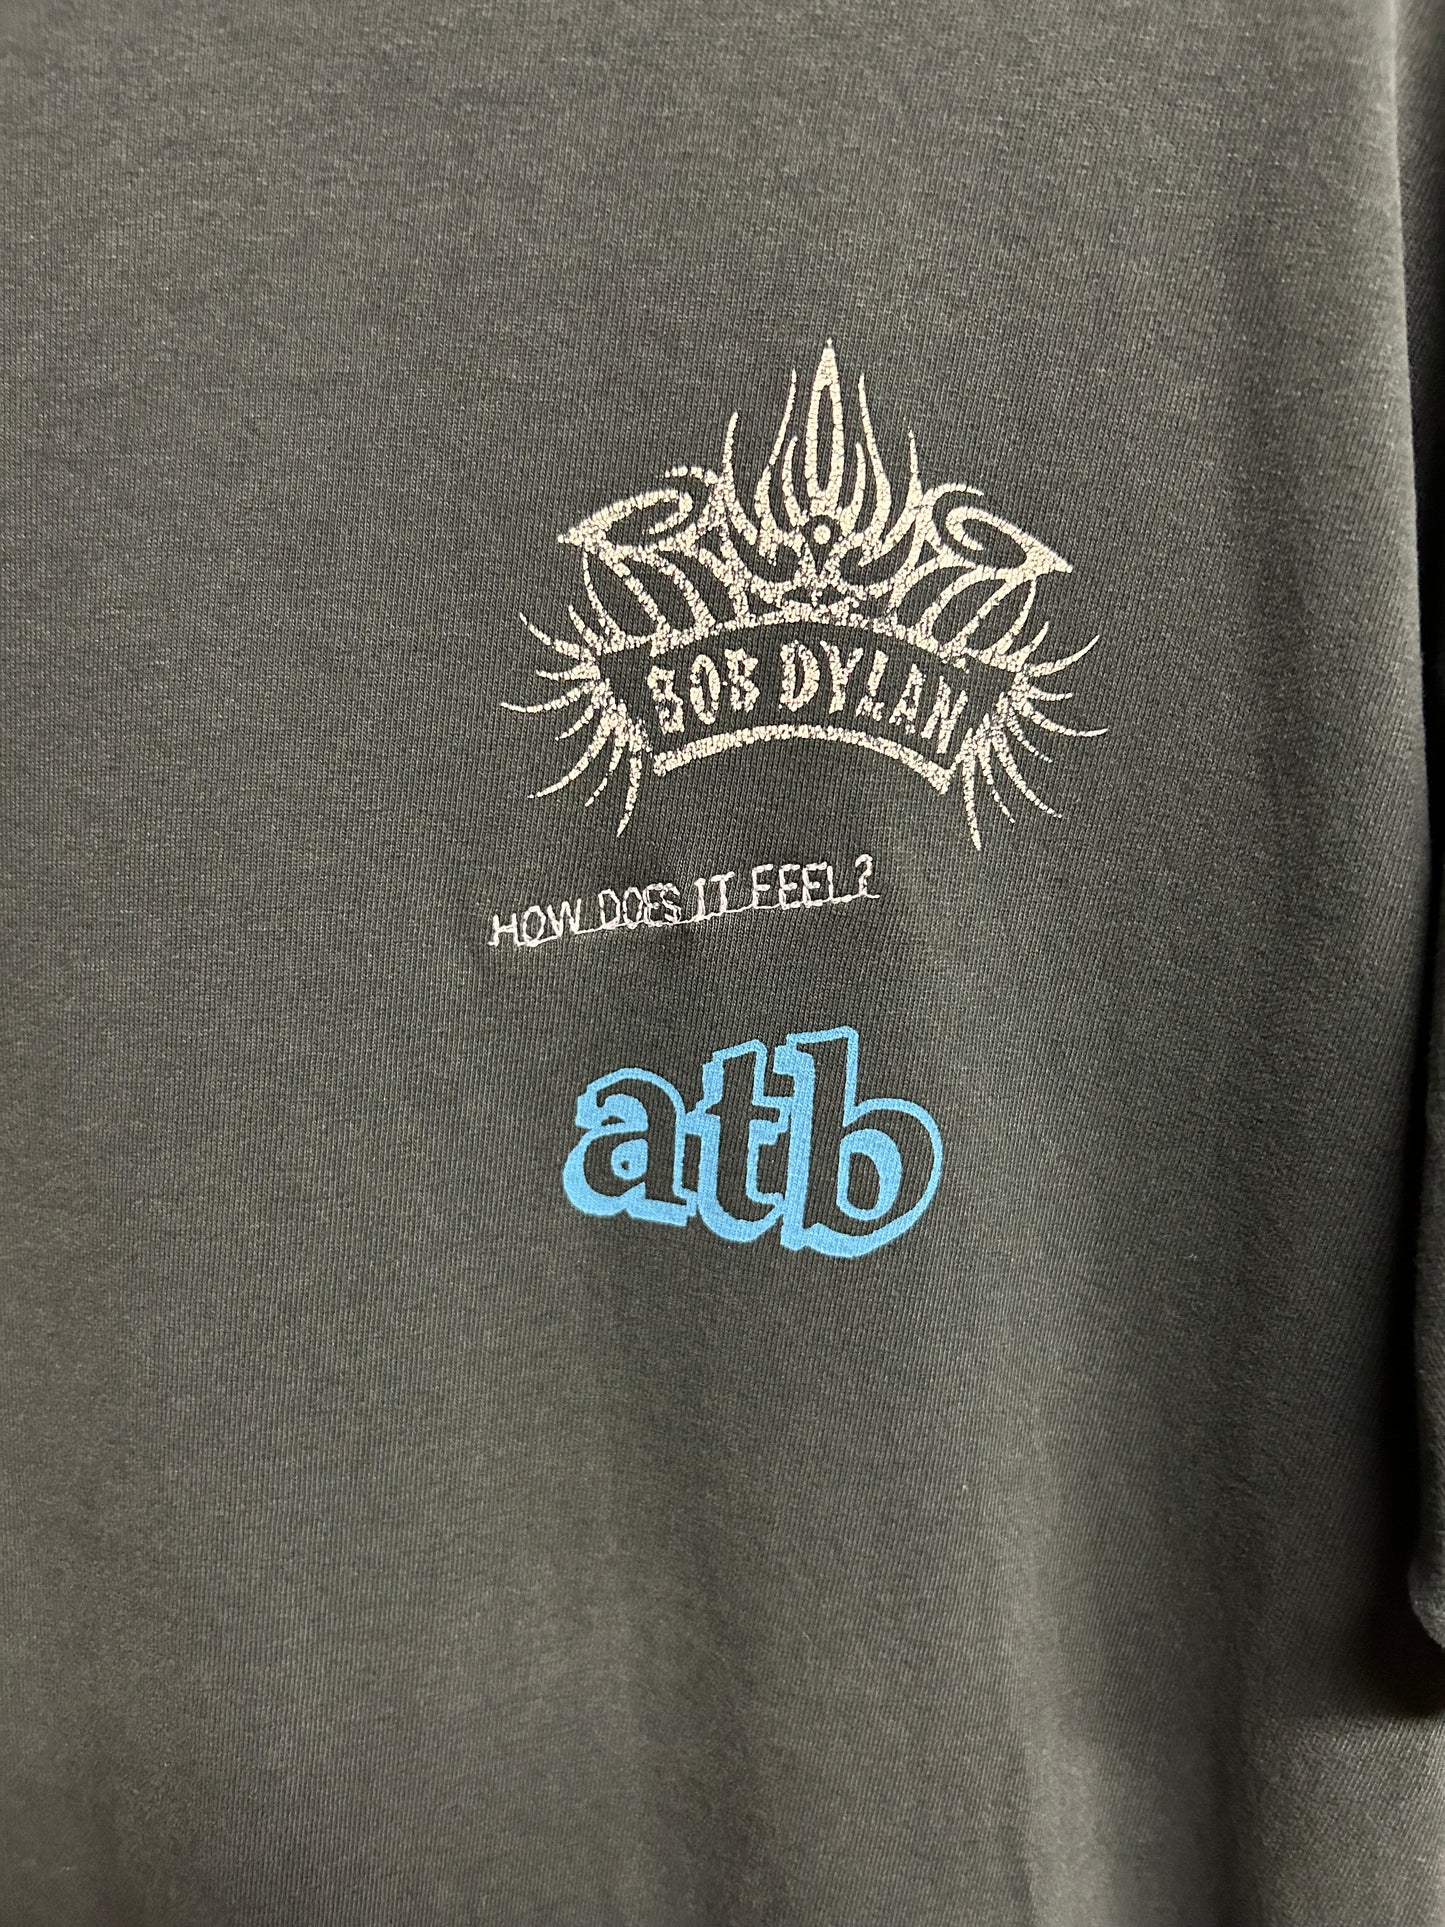 BOB DYLAN
HOW DOES IT FEEL?
atb